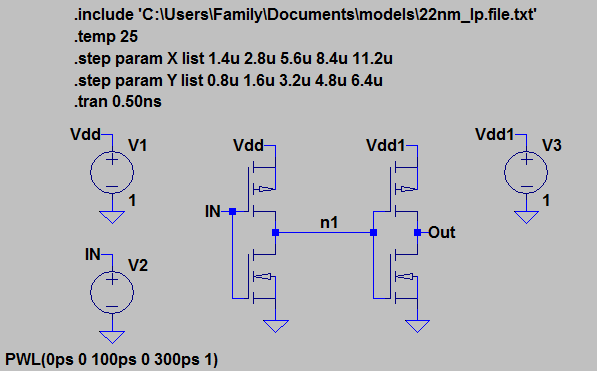 .include 'C:\Users\Family\Documents\models\22nm_lp.file.txt'
.temp 25
.step param X list 1.4u 2.8u 5.6u 8.4u 11.2u
.step param Y list 0.8u 1.6u 3.2u 4.8u 6.4u
.tran 0.50ns
Vdd
V1
1
Vdd
Vdd1
Vdd1
V3
1
IN
n1
Out
IN
V2
PWL(0ps 0 100ps 0 300ps 1)